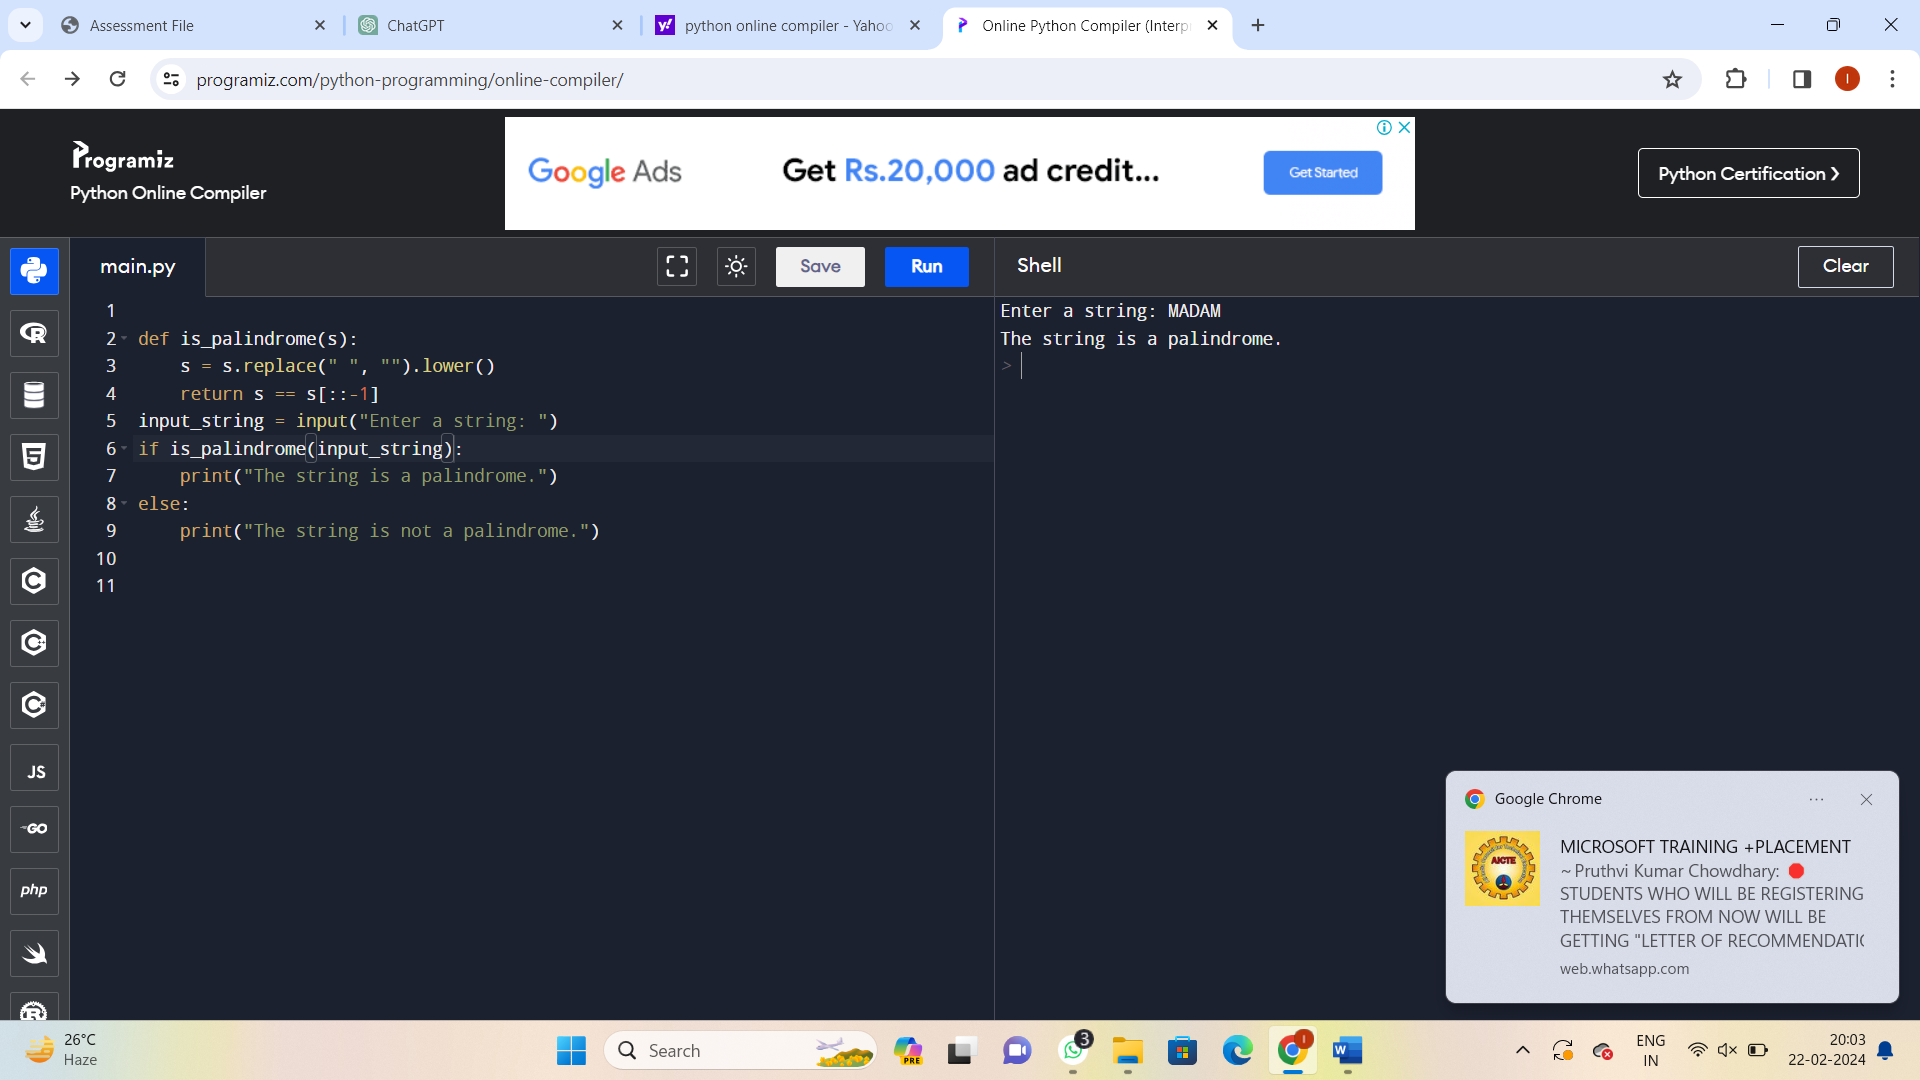 Assessment File
ChatGPT
python online compiler - Yahoo
Online Python Compiler (Interp
programiz.com/python-programming/online-compiler/
I
Programiz
Python Online Compiler
Google Ads
Get Rs.20,000 ad credit...
Get Started
Python Certification ❯
main.py
Save
Run
Shell
Clear
1
2 def is_palindrome(s):
3     s = s.replace(" ", "").lower()
4     return s == s[::-1]
5 input_string = input("Enter a string: ")
6 if is_palindrome(input_string):
7     print("The string is a palindrome.")
8 else:
9     print("The string is not a palindrome.")
10
11
Enter a string: MADAM
The string is a palindrome.
>
R
5
C
C
C
JS
GO
php
R
Google Chrome
...
AICTE
MICROSOFT TRAINING +PLACEMENT
~ Pruthvi Kumar Chowdhary: 🛑
STUDENTS WHO WILL BE REGISTERING
THEMSELVES FROM NOW WILL BE
GETTING "LETTER OF RECOMMENDATIO
web.whatsapp.com
26°C
Haze
Search
PRE
3
I
W
ENG
IN
20:03
22-02-2024